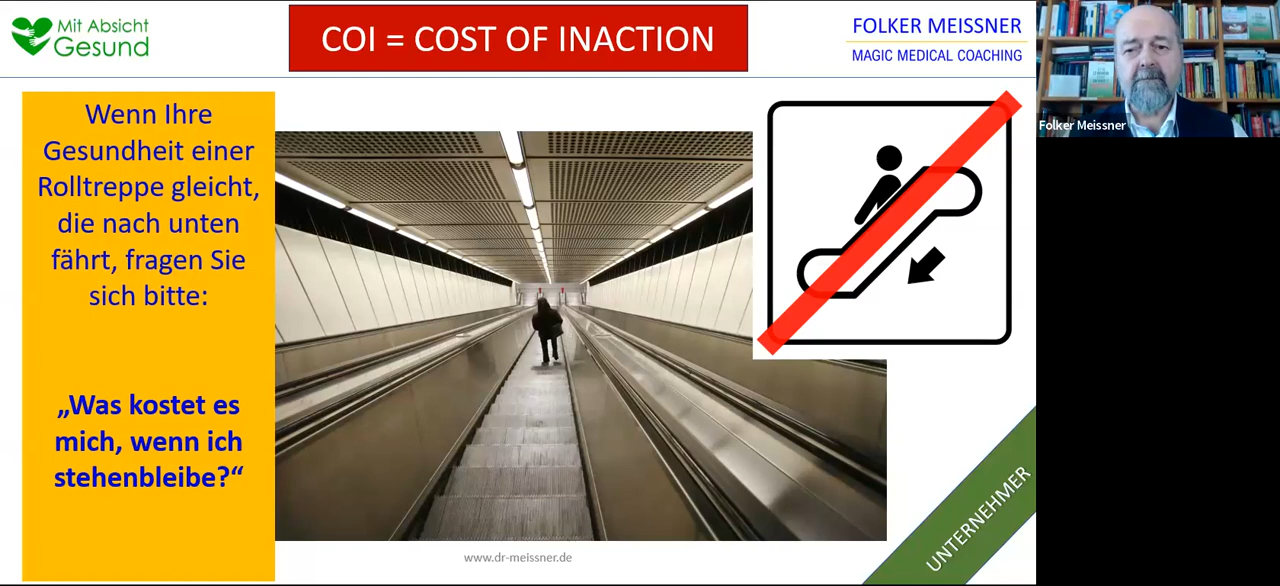 Mit Absicht
Gesund
COI = COST OF INACTION
FOLKER MEISSNER
MAGIC MEDICAL COACHING
Folker Meissner
Wenn Ihre
Gesundheit einer
Rolltreppe gleicht,
die nach unten
fährt, fragen Sie
sich bitte:
„Was kostet es
mich, wenn ich
stehenbleibe?“
UNTERNEHMER
www.dr-meissner.de